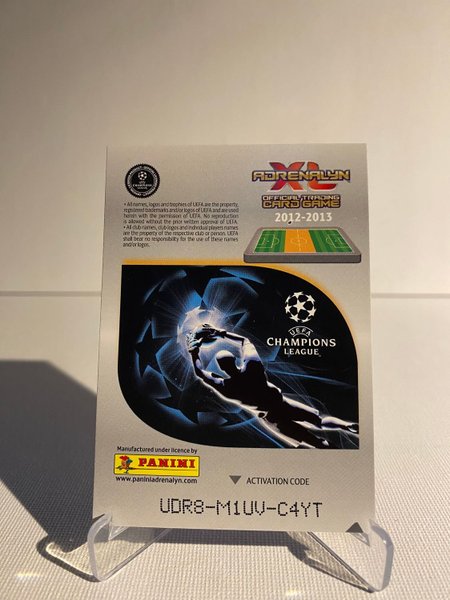 CHAMPIONS
LEAGUE
XL
ADRENALYN
OFFICIAL TRADING
CARD GAME
2012-2013
• All names, logos and trophies of UEFA are the property,
registered trademarks and/or logos of UEFA and are used
herein with the permission of UEFA. No reproduction
is allowed without the prior written approval of UEFA.
• All club names, club logos and individual players names
are the property of the respective club or person. UEFA
shall bear no responsibility for the use of these names
and/or logos.
UEFA
CHAMPIONS
LEAGUE
Manufactured under licence by
PANINI
www.paniniadrenalyn.com
ACTIVATION CODE
UDR8-M1UV-C4YT